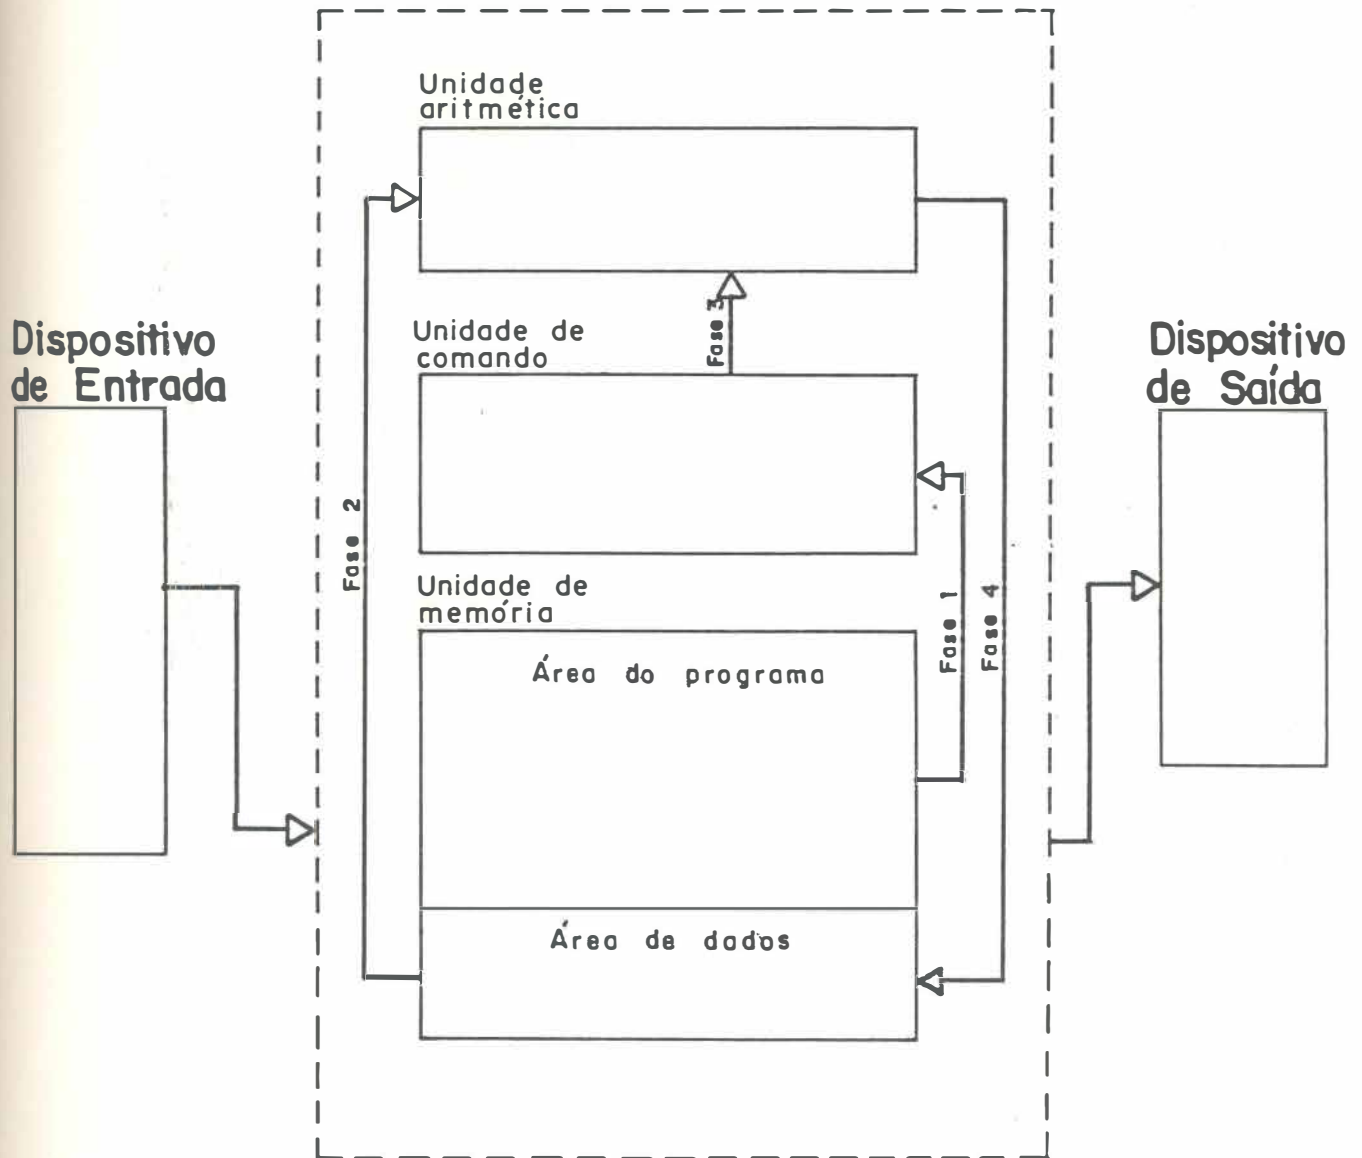 Unidade
aritmética
Unidade de
comando
Fase 3
Dispositivo
de Entrada
Dispositivo
de Saída
Fase 2
Unidade de
memória
Fase 1
Fase 4
Área do programa
Área de dados